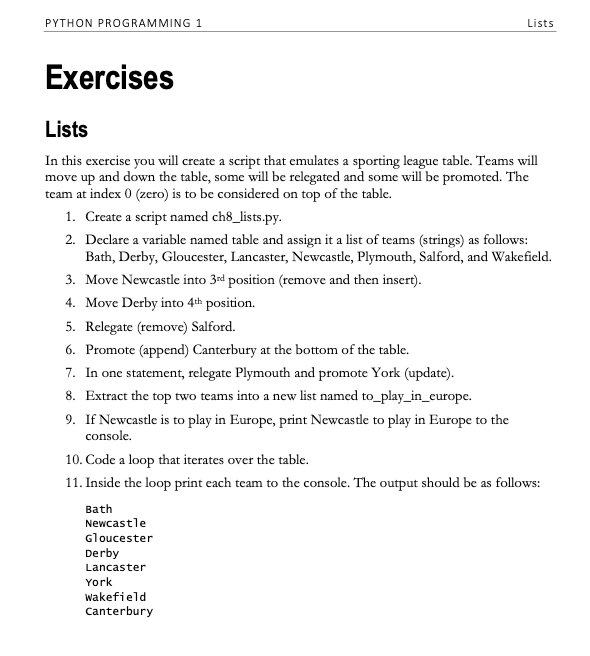 PYTHON PROGRAMMING 1 Lists
Exercises
Lists
In this exercise you will create a script that emulates a sporting league table. Teams will
move up and down the table, some will be relegated and some will be promoted. The
team at index 0 (zero) is to be considered on top of the table.
1. Create a script named ch8_lists.py.
2. Declare a variable named table and assign it a list of teams (strings) as follows:
Bath, Derby, Gloucester, Lancaster, Newcastle, Plymouth, Salford, and Wakefield.
3. Move Newcastle into 3rd position (remove and then insert).
4. Move Derby into 4th position.
5. Relegate (remove) Salford.
6. Promote (append) Canterbury at the bottom of the table.
7. In one statement, relegate Plymouth and promote York (update).
8. Extract the top two teams into a new list named to_play_in_europe.
9. If Newcastle is to play in Europe, print Newcastle to play in Europe to the
console.
10. Code a loop that iterates over the table.
11. Inside the loop print each team to the console. The output should be as follows:
Bath
Newcastle
Gloucester
Derby
Lancaster
York
Wakefield
Canterbury